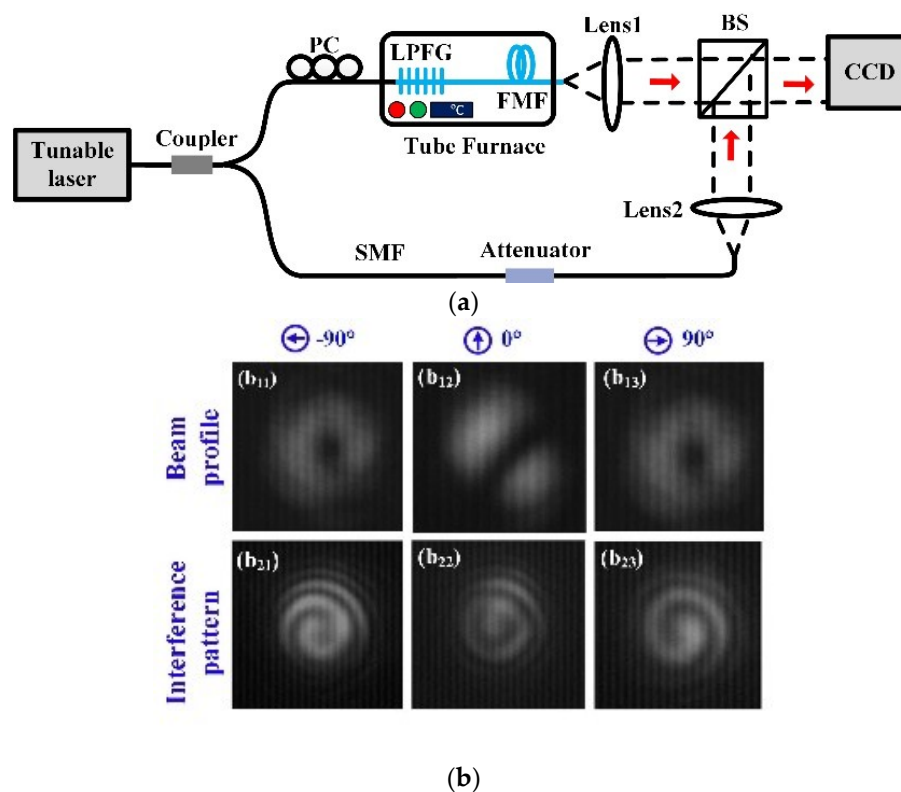 BS
Lens1
PC
LPFG
CCD
FMF
°C
Coupler
Tube Furnace
Tunable
laser
Lens2
SMF
Attenuator
(a)
-90°
0°
90°
(b11)
(b12)
(b13)
Beam
profile
(b21)
(b22)
(b23)
Interference
pattern
(b)